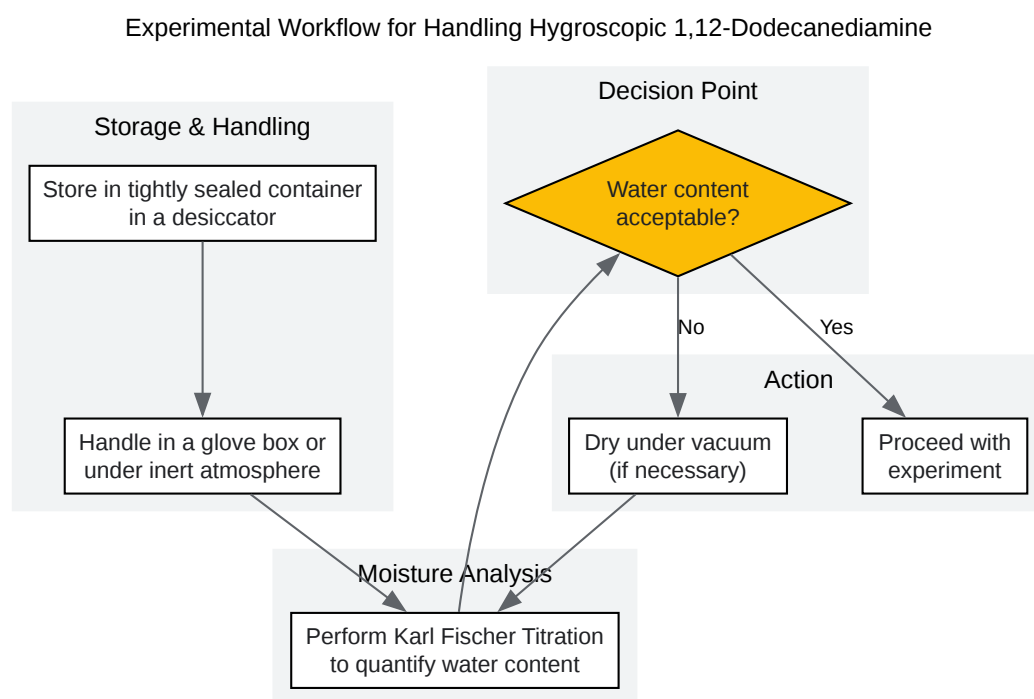 Experimental Workflow for Handling Hygroscopic 1,12-Dodecanediamine
Storage & Handling
Store in tightly sealed container
in a desiccator
Handle in a glove box or
under inert atmosphere
Decision Point
Water content
acceptable?
No
Yes
Action
Dry under vacuum
(if necessary)
Proceed with
experiment
Moisture Analysis
Perform Karl Fischer Titration
to quantify water content